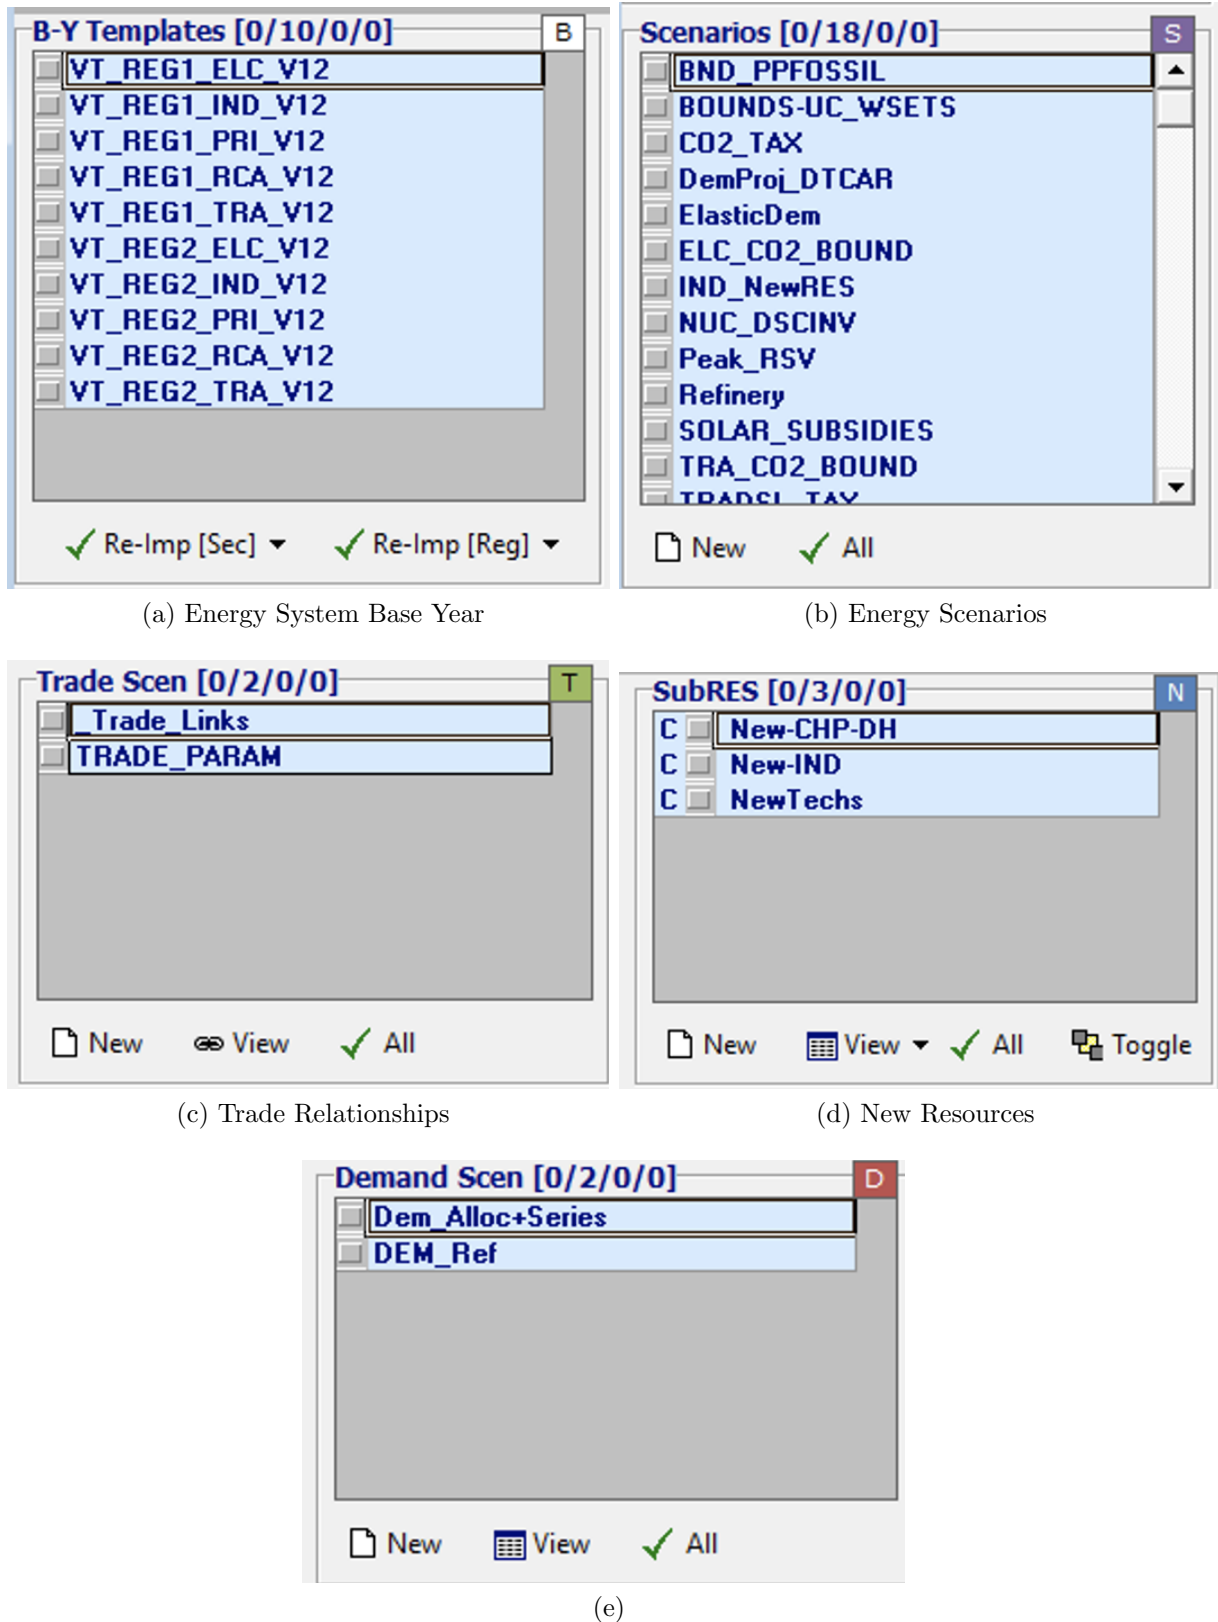 B-Y Templates [0/10/0/0] B
VT_REG1_ELC_V12
VT_REG1_IND_V12
VT_REG1_PRI_V12
VT_REG1_RCA_V12
VT_REG1_TRA_V12
VT_REG2_ELC_V12
VT_REG2_IND_V12
VT_REG2_PRI_V12
VT_REG2_RCA_V12
VT_REG2_TRA_V12
Re-Imp [Sec] Re-Imp [Reg]
(a) Energy System Base Year
Scenarios [0/18/0/0] S
BND_PPFOSSIL
BOUNDS-UC_WSETS
CO2_TAX
DemProj_DTCAR
ElasticDem
ELC_CO2_BOUND
IND_NewRES
NUC_DSCINV
Peak_RSV
Refinery
SOLAR_SUBSIDIES
TRA_CO2_BOUND
TRADSL_TAX
New All
(b) Energy Scenarios
Trade Scen [0/2/0/0] T
_Trade_Links
TRADE_PARAM
New View All
(c) Trade Relationships
SubRES [0/3/0/0] N
C New-CHP-DH
C New-IND
C NewTechs
New View All Toggle
(d) New Resources
Demand Scen [0/2/0/0] D
Dem_Alloc+Series
DEM_Ref
New View All
(e)